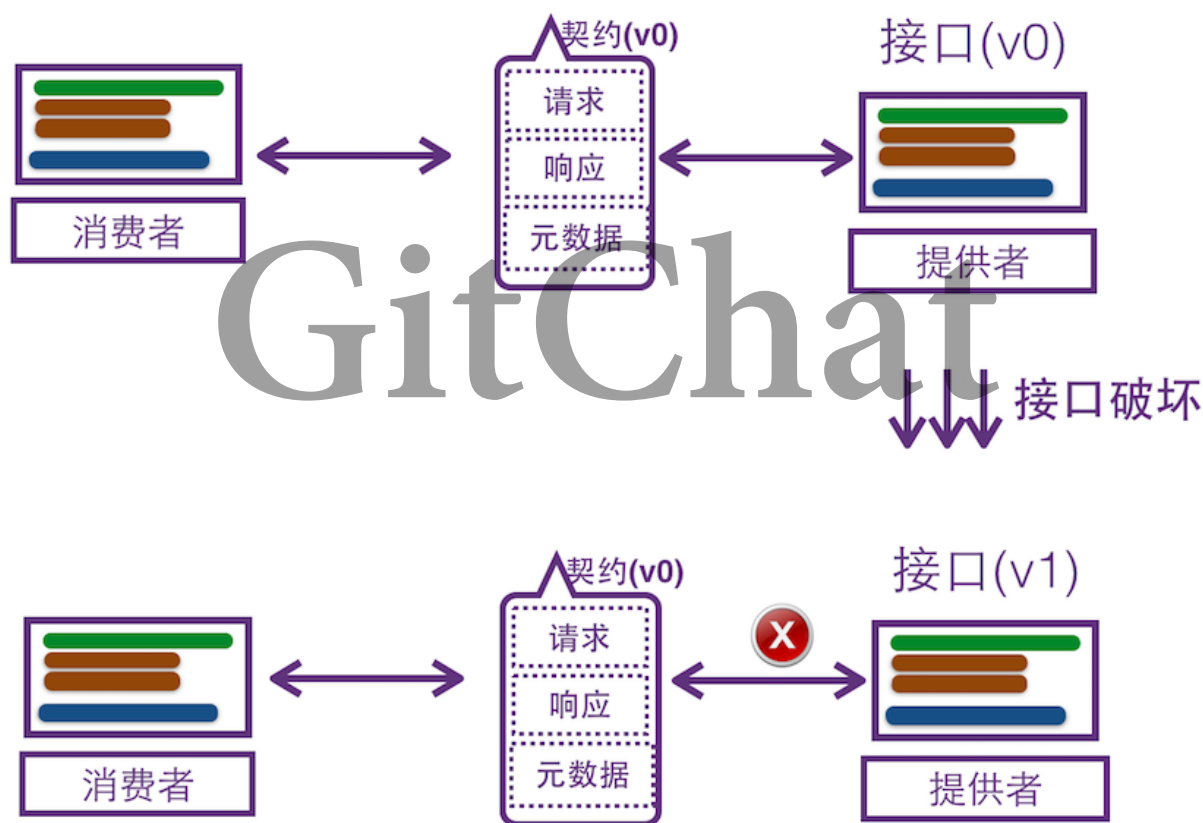 契约(v0)
接口(v0)
请求
响应
元数据
消费者
提供者
GitChat
接口破坏
契约(v0)
接口(v1)
X
请求
响应
元数据
消费者
提供者